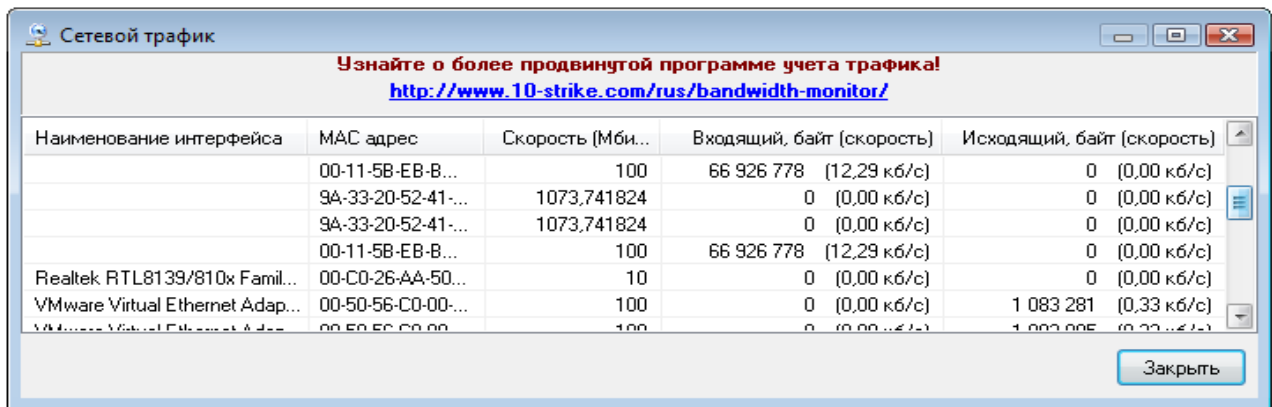 Сетевой трафик
Узнайте о более продвинутой программе учета трафика!
http://www.10-strike.com/rus/bandwidth-monitor/
Наименование интерфейса MAC адрес Скорость (Мби... Входящий, байт (скорость) Исходящий, байт (скорость)
00-11-5B-EB-B... 100 66 926 778 (12,29 кб/с) 0 (0,00 кб/с)
9A-33-20-52-41-... 1073,741824 0 (0,00 кб/с) 0 (0,00 кб/с)
9A-33-20-52-41-... 1073,741824 0 (0,00 кб/с) 0 (0,00 кб/с)
00-11-5B-EB-B... 100 66 926 778 (12,29 кб/с) 0 (0,00 кб/с)
Realtek RTL8139/810x Famil... 00-C0-26-AA-50... 10 0 (0,00 кб/с) 0 (0,00 кб/с)
VMware Virtual Ethernet Adap... 00-50-56-C0-00-... 100 0 (0,00 кб/с) 1 083 281 (0,33 кб/с)
Закрыть